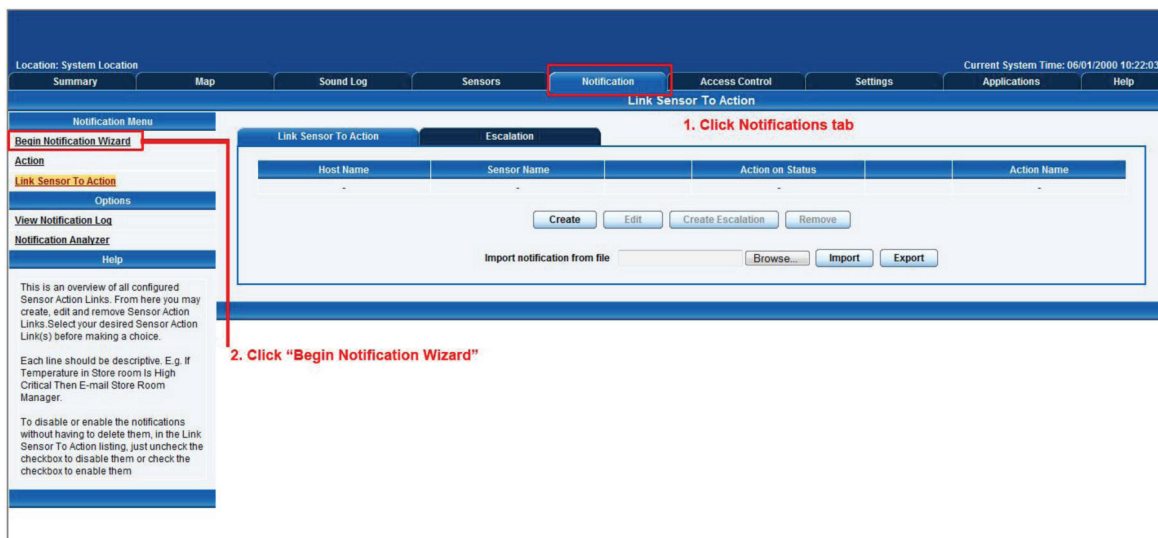 Location: System Location
Current System Time: 06/01/2000 10:22:03
Summary Map Sound Log Sensors Notification Access Control Settings Applications Help
Link Sensor To Action
1. Click Notifications tab
Notification Menu
Begin Notification Wizard
Action
Link Sensor To Action
Options
View Notification Log
Notification Analyzer
Help
This is an overview of all configured
Sensor Action Links. From here you may
create, edit and remove Sensor Action
Links.Select your desired Sensor Action
Link(s) before making a choice.
Each line should be descriptive. E.g. If
Temperature in Store room Is High
Critical Then E-mail Store Room
Manager.
To disable or enable the notifications
without having to delete them, in the Link
Sensor To Action listing, just uncheck the
checkbox to disable them or check the
checkbox to enable them
Link Sensor To Action Escalation
Host Name Sensor Name Action on Status Action Name
- - - -
Create Edit Create Escalation Remove
Import notification from file Browse... Import Export
2. Click “Begin Notification Wizard”